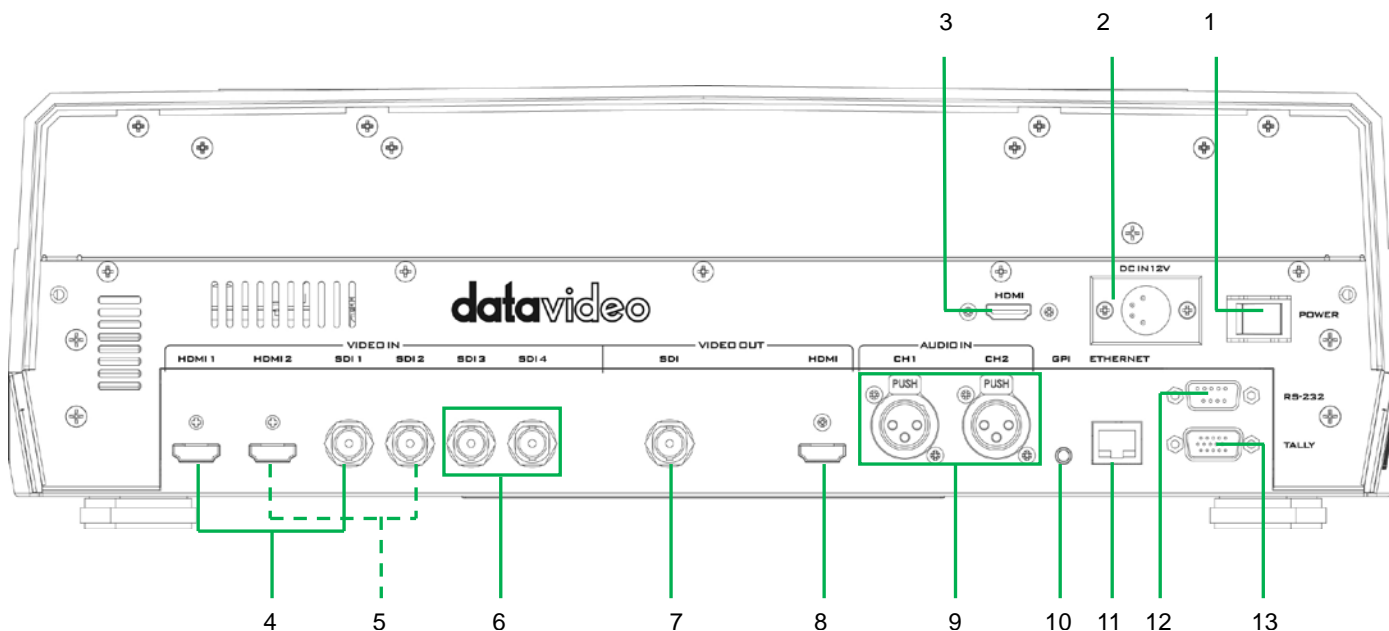 3 2 1
DC IN 12V
HDMI
POWER
datavideo
VIDEO IN VIDEO OUT AUDIO IN
HDMI 1 HDMI 2 SDI 1 SDI 2 SDI 3 SDI 4 SDI HDMI CH1 CH2 GPI ETHERNET
PUSH PUSH
RS-232
TALLY
4 5 6 7 8 9 10 11 12 13